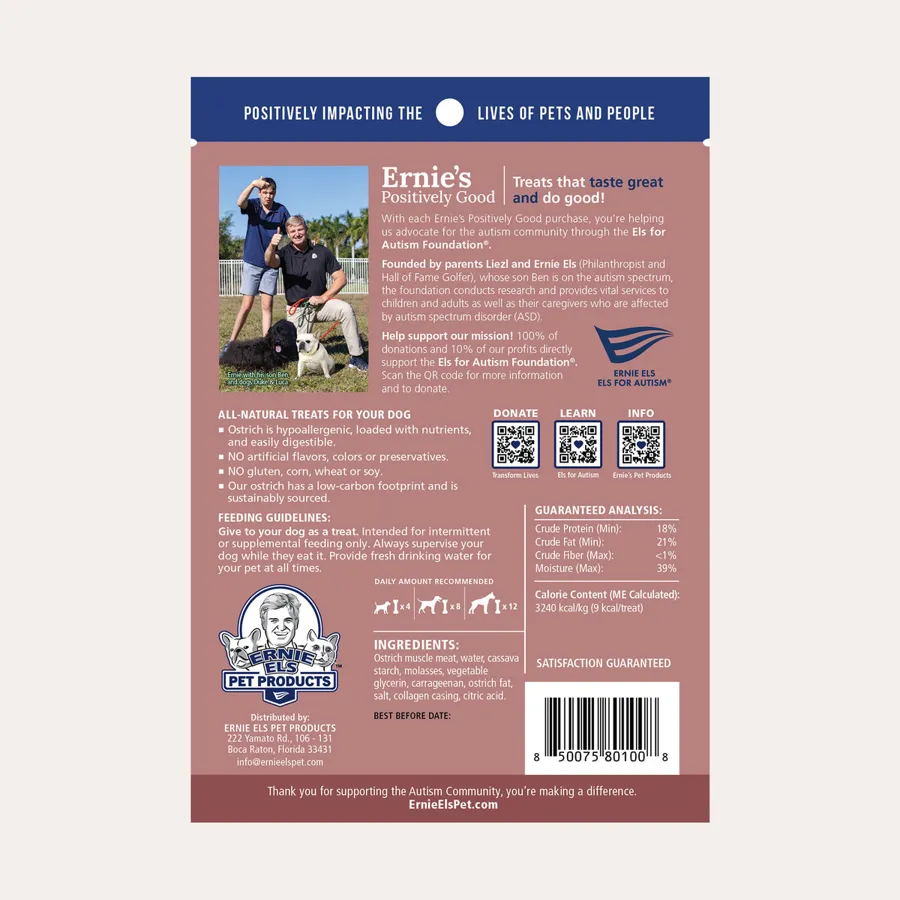 POSITIVELY IMPACTING THE LIVES OF PETS AND PEOPLE
Ernie's
Positively Good
Treats that taste great
and do good!
With each Ernie's Positively Good purchase, you're helping
us advocate for the autism community through the Els for
Autism Foundation®.
Founded by parents Liezl and Ernie Els (Philanthropist and
Hall of Fame Golfer), whose son Ben is on the autism spectrum,
the foundation conducts research and provides vital services to
children and adults as well as their caregivers who are affected
by autism spectrum disorder (ASD).
Help support our mission! 100% of
donations and 10% of our profits directly
support the Els for Autism Foundation®.
Scan the QR code for more information
and to donate.
ERNIE ELS
ELS FOR AUTISM®
Ernie with his son Ben
and dogs Duke & Luca
ALL-NATURAL TREATS FOR YOUR DOG
▪ Ostrich is hypoallergenic, loaded with nutrients,
and easily digestible.
▪ NO artificial flavors, colors or preservatives.
▪ NO gluten, corn, wheat or soy.
▪ Our ostrich has a low-carbon footprint and is
sustainably sourced.
DONATE
Transform Lives
LEARN
Els for Autism
INFO
Ernie's Pet Products
FEEDING GUIDELINES:
Give to your dog as a treat. Intended for intermittent
or supplemental feeding only. Always supervise your
dog while they eat it. Provide fresh drinking water for
your pet at all times.
DAILY AMOUNT RECOMMENDED
x 4
x 8
x 12
GUARANTEED ANALYSIS:
Crude Protein (Min): 18%
Crude Fat (Min): 21%
Crude Fiber (Max): <1%
Moisture (Max): 39%
Calorie Content (ME Calculated):
3240 kcal/kg (9 kcal/treat)
SATISFACTION GUARANTEED
INGREDIENTS:
Ostrich muscle meat, water, cassava
starch, molasses, vegetable
glycerin, carrageenan, ostrich fat,
salt, collagen casing, citric acid.
BEST BEFORE DATE:
ERNIE
ELS
PET PRODUCTS
TM
Distributed by:
ERNIE ELS PET PRODUCTS
222 Yamato Rd., 106 - 131
Boca Raton, Florida 33431
info@ernieelspet.com
8 50075 80100 8
Thank you for supporting the Autism Community, you're making a difference.
ErnieElsPet.com